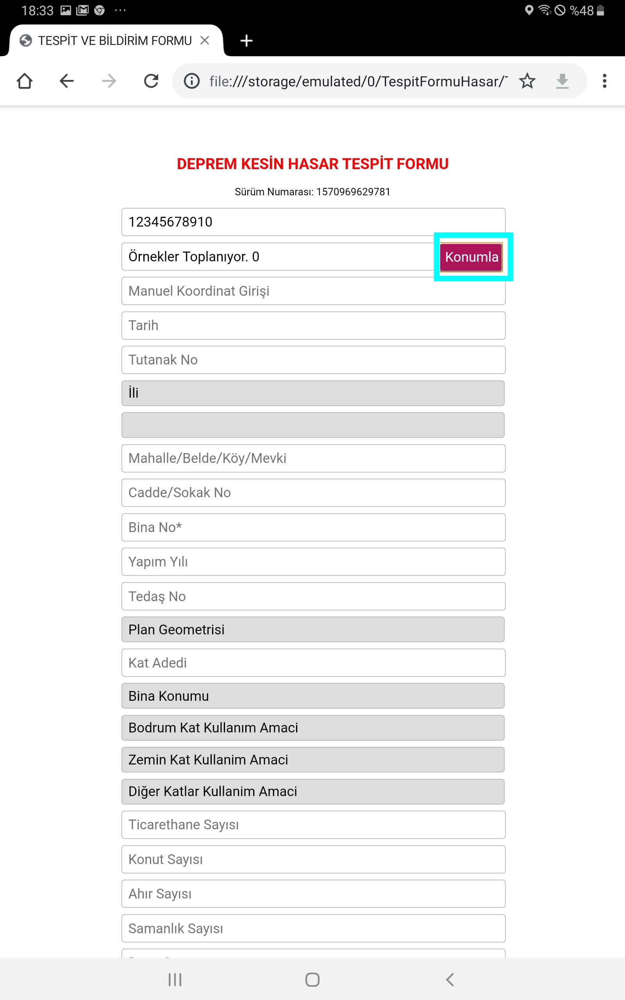 18:33
%48
TESPİT VE BİLDİRİM FORMU
file:///storage/emulated/0/TespitFormuHasar/
DEPREM KESİN HASAR TESPİT FORMU
Sürüm Numarası: 1570969629781
12345678910
Örnekler Toplanıyor. 0
Konumla
Manuel Koordinat Girişi
Tarih
Tutanak No
İli
Mahalle/Belde/Köy/Mevki
Cadde/Sokak No
Bina No*
Yapım Yılı
Tedaş No
Plan Geometrisi
Kat Adedi
Bina Konumu
Bodrum Kat Kullanım Amaci
Zemin Kat Kullanim Amaci
Diğer Katlar Kullanim Amaci
Ticarethane Sayısı
Konut Sayısı
Ahır Sayısı
Samanlık Sayısı